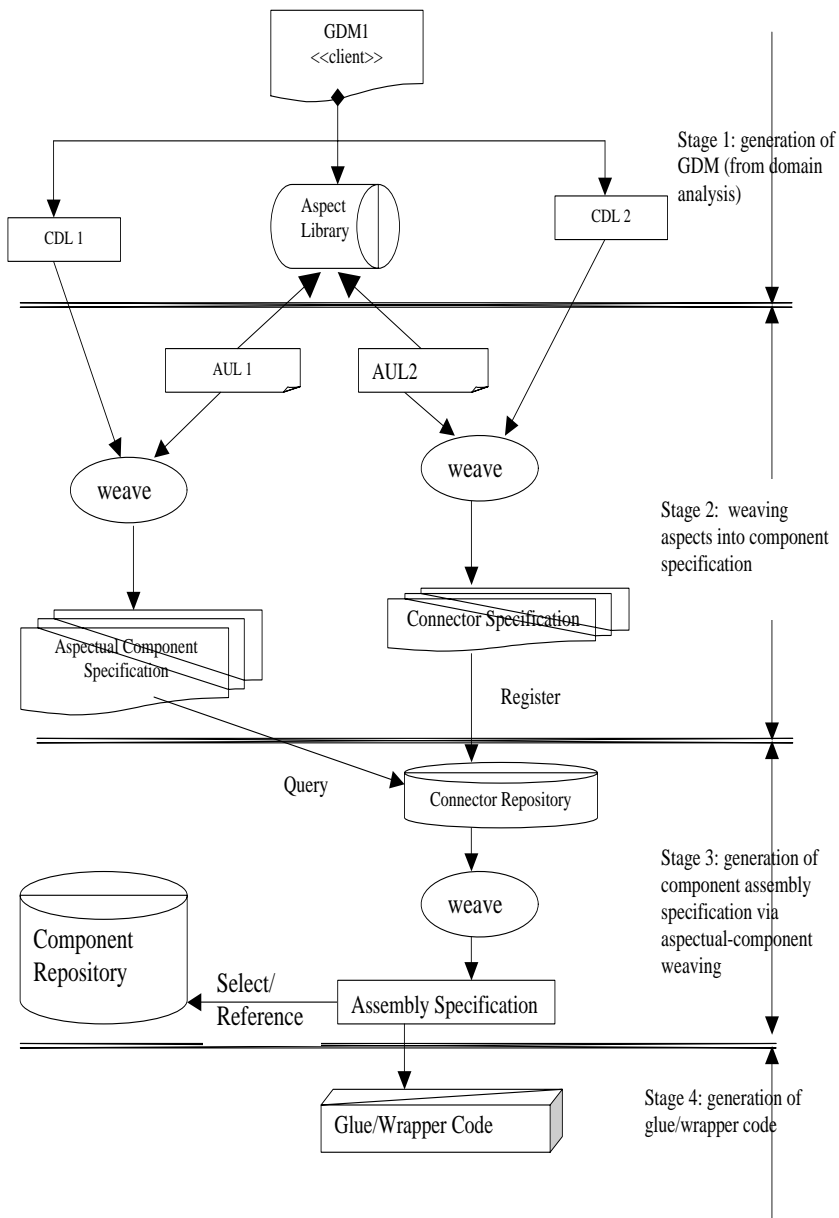 GDM1
<<client>>
Stage 1: generation of
GDM (from domain
analysis)
Aspect
Library
CDL 1
CDL 2
AUL 1
AUL2
weave
weave
Stage 2:  weaving
aspects into component
specification
Connector Specification
Aspectual Component
Specification
Register
Query
Connector Repository
Stage 3: generation of
component assembly
specification via
aspectual-component
weaving
weave
Component
Repository
Select/
Reference
Assembly Specification
Stage 4: generation of
glue/wrapper code
Glue/Wrapper Code